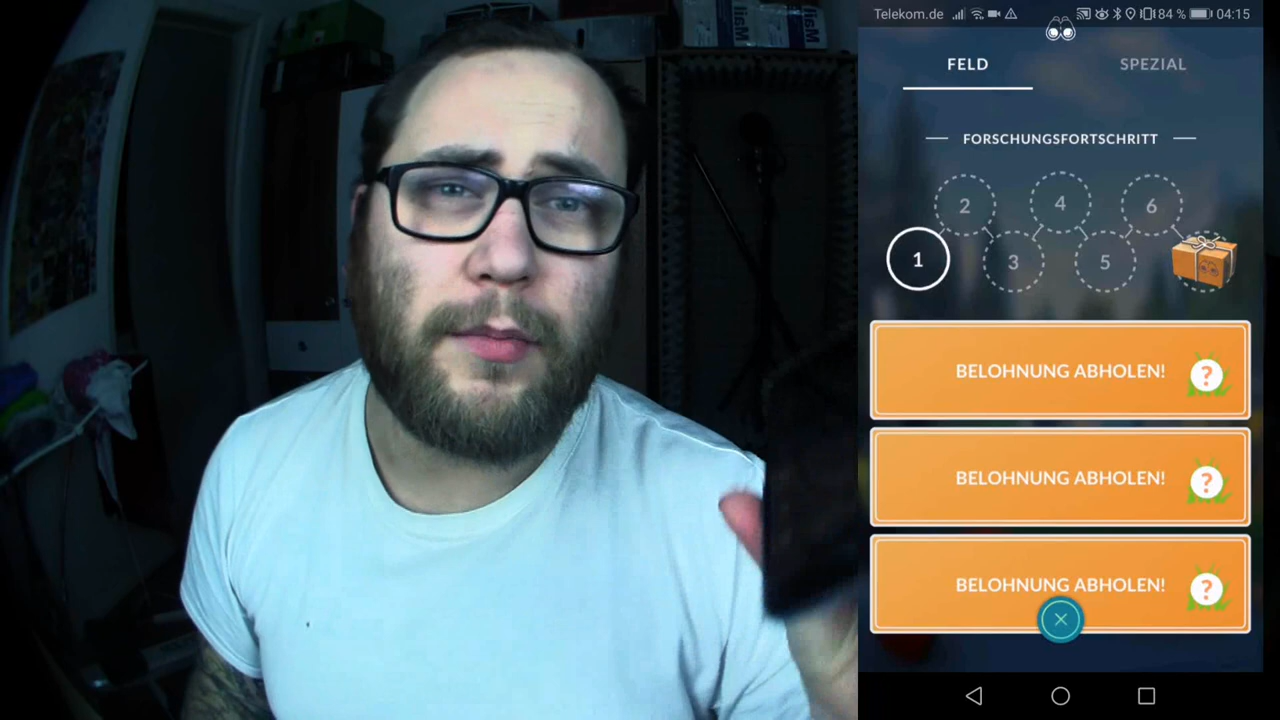 Telekom.de 84 % 04:15
FELD SPEZIAL
FORSCHUNGSFORTSCHRITT
2 4 6
1 3 5
BELOHNUNG ABHOLEN! ?
BELOHNUNG ABHOLEN! ?
BELOHNUNG ABHOLEN! ?